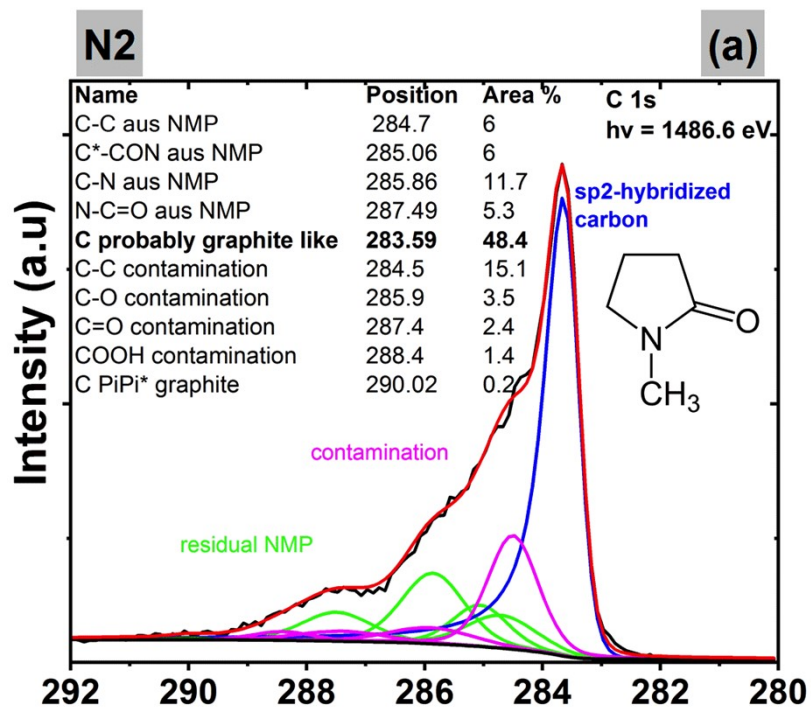 N2
(a)
Name Position Area %
C-C aus NMP 284.7 6
C*-CON aus NMP 285.06 6
C-N aus NMP 285.86 11.7
N-C=O aus NMP 287.49 5.3
C probably graphite like 283.59 48.4
C-C contamination 284.5 15.1
C-O contamination 285.9 3.5
C=O contamination 287.4 2.4
COOH contamination 288.4 1.4
C PiPi* graphite 290.02 0.2
C 1s
hv = 1486.6 eV
sp2-hybridized
carbon
N
O
CH3
contamination
residual NMP
Intensity (a.u)
292 290 288 286 284 282 280